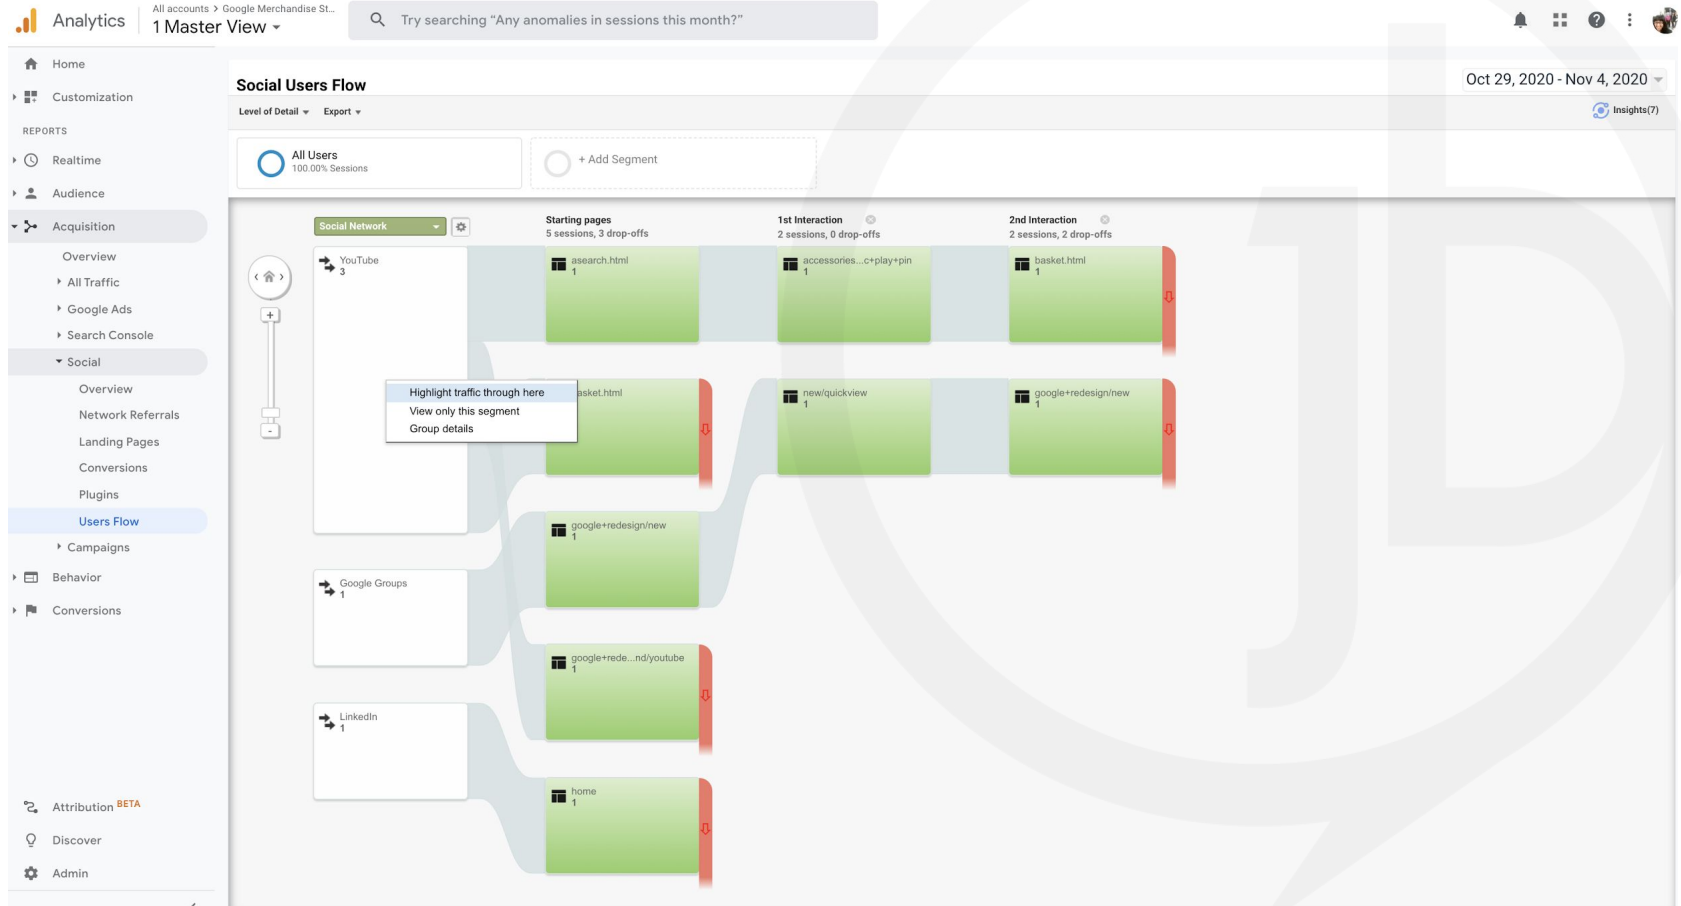 All accounts > Google Merchandise St...
Analytics
1 Master View
Try searching “Any anomalies in sessions this month?”
Home
Customization
REPORTS
Realtime
Audience
Acquisition
Overview
All Traffic
Google Ads
Search Console
Social
Overview
Network Referrals
Landing Pages
Conversions
Plugins
Users Flow
Campaigns
Behavior
Conversions
Attribution BETA
Discover
Admin
Social Users Flow
Oct 29, 2020 - Nov 4, 2020
Level of Detail
Export
Insights(7)
All Users
100.00% Sessions
+ Add Segment
Social Network
Starting pages
5 sessions, 3 drop-offs
1st Interaction
2 sessions, 0 drop-offs
2nd Interaction
2 sessions, 2 drop-offs
YouTube
3
asearch.html
1
accessories...c+play+pin
1
basket.html
1
Highlight traffic through here
View only this segment
Group details
asket.html
new/quickview
1
google+redesign/new
1
google+redesign/new
1
Google Groups
1
google+rede...nd/youtube
1
LinkedIn
1
home
1
+
-